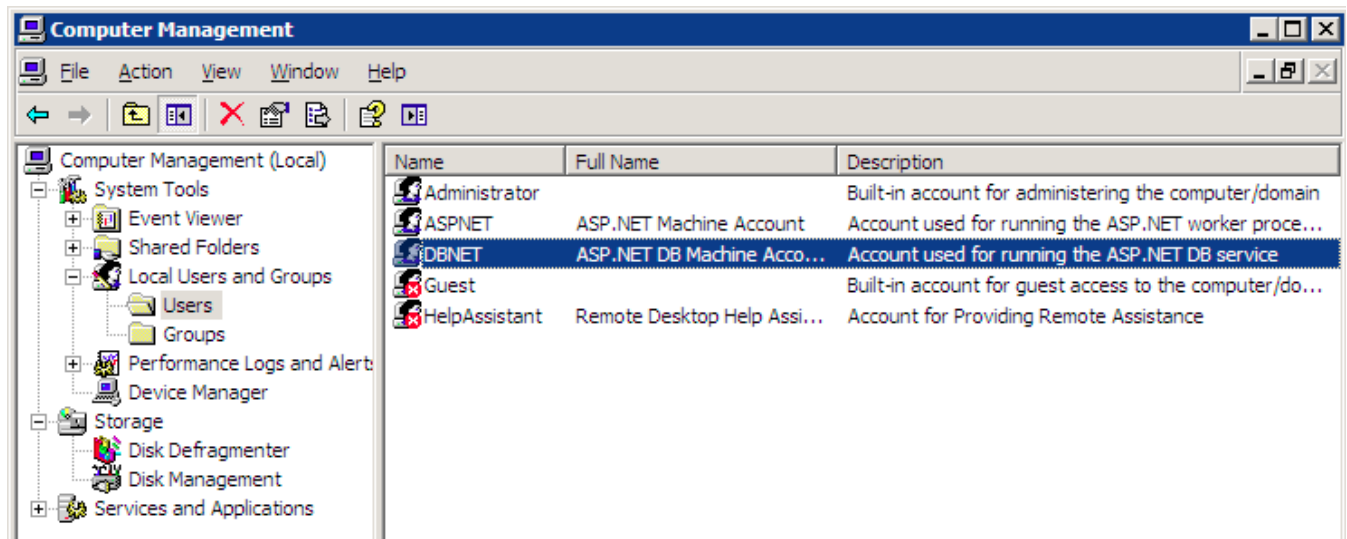 Computer Management
File Action View Window Help
Computer Management (Local)
System Tools
Event Viewer
Shared Folders
Local Users and Groups
Users
Groups
Performance Logs and Alerts
Device Manager
Storage
Disk Defragmenter
Disk Management
Services and Applications
Name Full Name Description
Administrator Built-in account for administering the computer/domain
ASPNET ASP.NET Machine Account Account used for running the ASP.NET worker proce...
DBNET ASP.NET DB Machine Acco... Account used for running the ASP.NET DB service
Guest Built-in account for guest access to the computer/do...
HelpAssistant Remote Desktop Help Assi... Account for Providing Remote Assistance